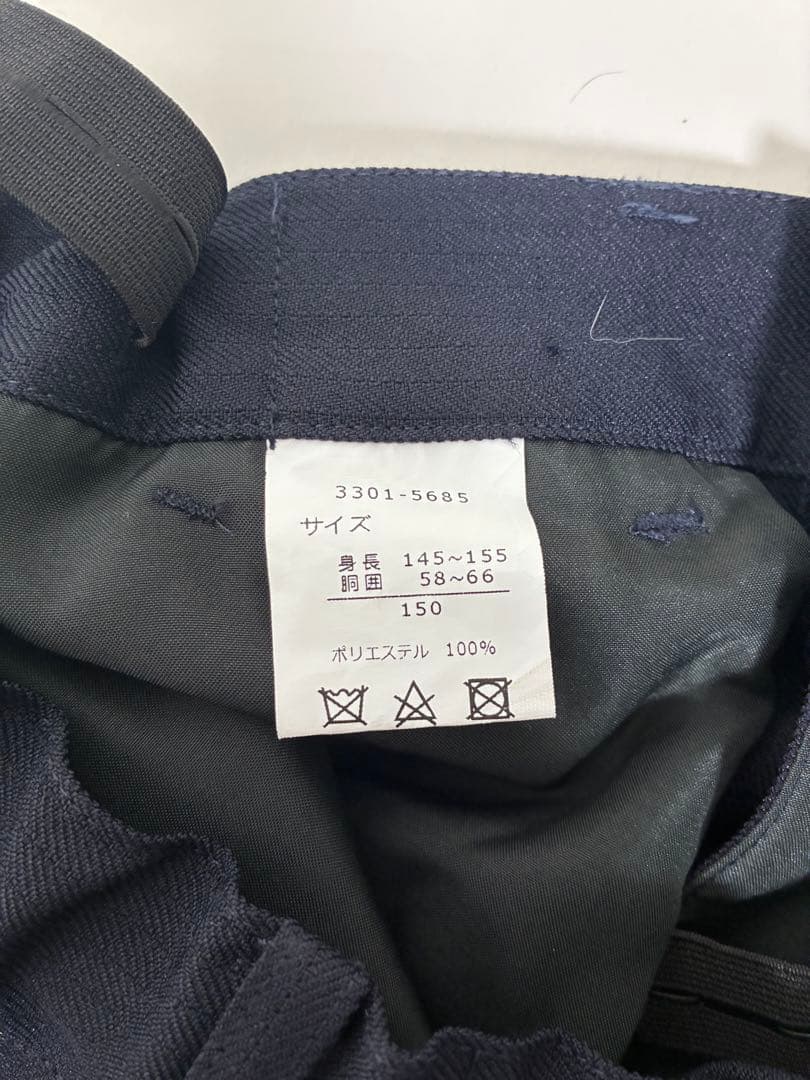 3301-5685
サイズ
身長 145~155
胴囲 58~66
150
ポリエステル 100%